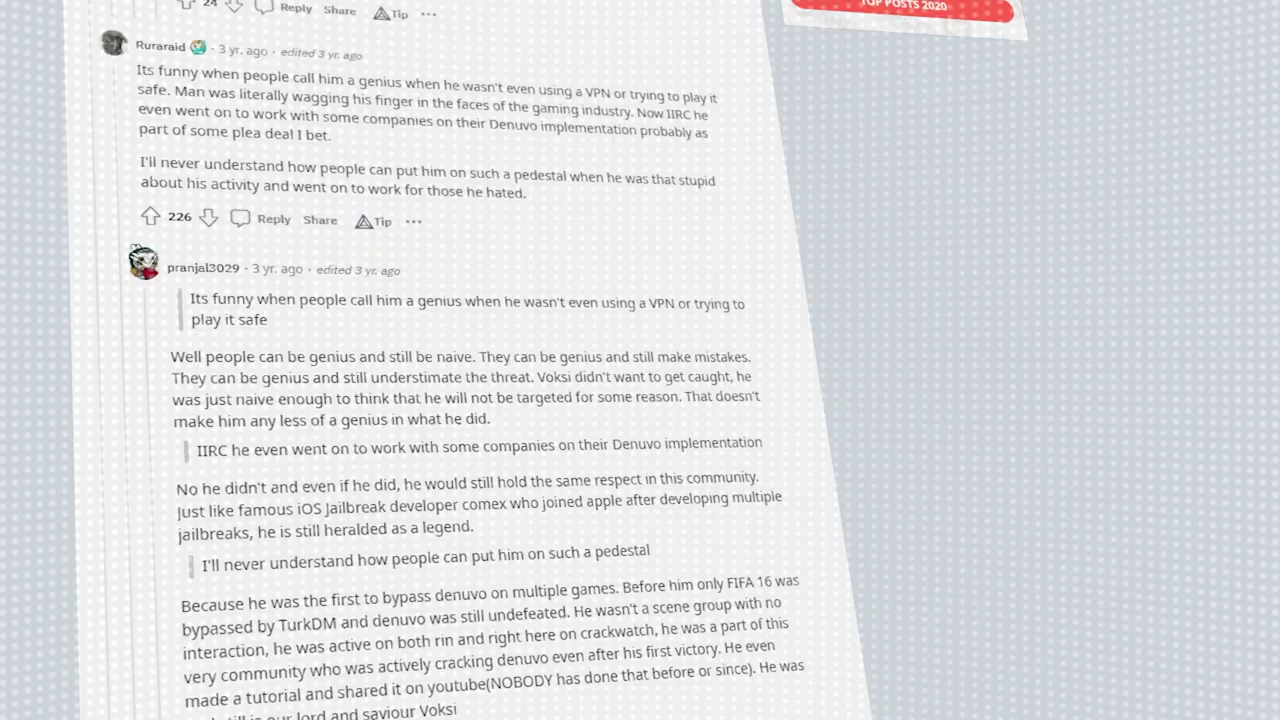 TOP POSTS 2020
24 Reply Share Tip
Ruraraid · 3 yr. ago · edited 3 yr. ago
Its funny when people call him a genius when he wasn't even using a VPN or trying to play it
safe. Man was literally wagging his finger in the faces of the gaming industry. Now IIRC he
even went on to work with some companies on their Denuvo implementation probably as
part of some plea deal I bet.
I'll never understand how people can put him on such a pedestal when he was that stupid
about his activity and went on to work for those he hated.
226 Reply Share Tip
pranjal3029 · 3 yr. ago · edited 3 yr. ago
Its funny when people call him a genius when he wasn't even using a VPN or trying to
play it safe
Well people can be genius and still be naive. They can be genius and still make mistakes.
They can be genius and still understimate the threat. Voksi didn't want to get caught, he
was just naive enough to think that he will not be targeted for some reason. That doesn't
make him any less of a genius in what he did.
IIRC he even went on to work with some companies on their Denuvo implementation
No he didn't and even if he did, he would still hold the same respect in this community.
Just like famous iOS Jailbreak developer comex who joined apple after developing multiple
jailbreaks, he is still heralded as a legend.
I'll never understand how people can put him on such a pedestal
Because he was the first to bypass denuvo on multiple games. Before him only FIFA 16 was
bypassed by TurkDM and denuvo was still undefeated. He wasn't a scene group with no
interaction, he was active on both rin and right here on crackwatch, he was a part of this
very community who was actively cracking denuvo even after his first victory. He even
made a tutorial and shared it on youtube(NOBODY has done that before or since). He was
still is our lord and saviour Voksi